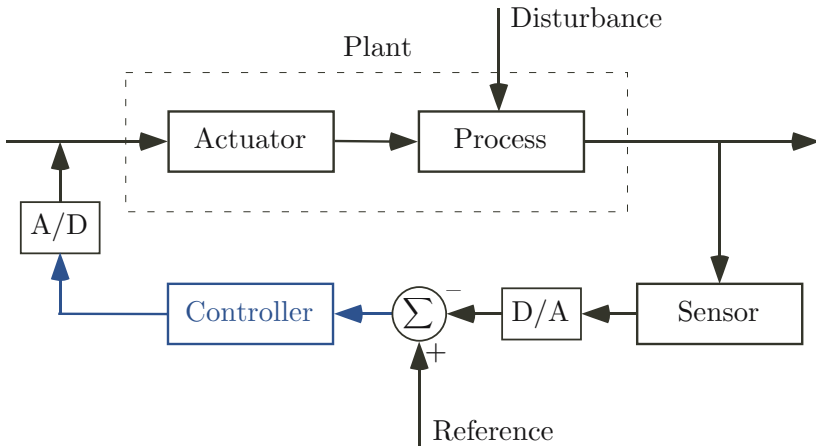 Disturbance
Plant
Actuator
Process
A/D
Controller
∑
−
+
D/A
Sensor
Reference